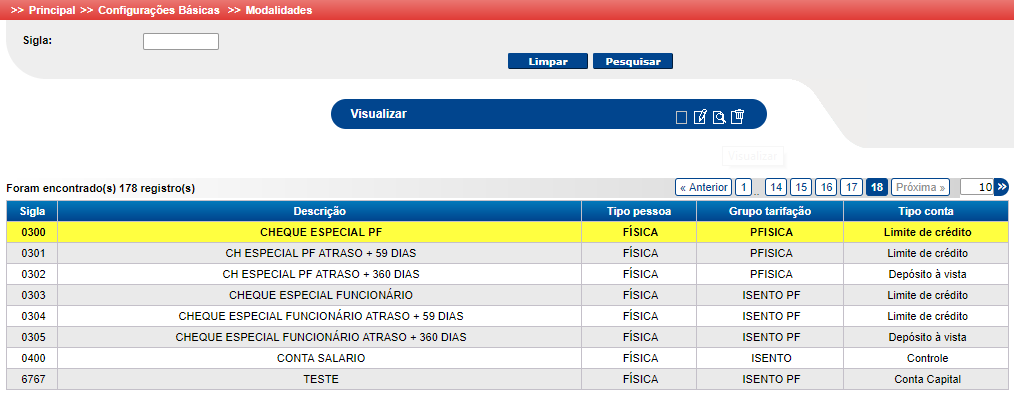 >> Principal >> Configurações Básicas >> Modalidades
Sigla:
Limpar Pesquisar
Visualizar
Visualizar
Foram encontrado(s) 178 registro(s) « Anterior 1 .. 14 15 16 17 18 Próxima » 10 »
Sigla Descrição Tipo pessoa Grupo tarifação Tipo conta
0300 CHEQUE ESPECIAL PF FÍSICA PFISICA Limite de crédito
0301 CH ESPECIAL PF ATRASO + 59 DIAS FÍSICA PFISICA Limite de crédito
0302 CH ESPECIAL PF ATRASO + 360 DIAS FÍSICA PFISICA Depósito à vista
0303 CHEQUE ESPECIAL FUNCIONÁRIO FÍSICA ISENTO PF Limite de crédito
0304 CHEQUE ESPECIAL FUNCIONÁRIO ATRASO + 59 DIAS FÍSICA ISENTO PF Limite de crédito
0305 CHEQUE ESPECIAL FUNCIONÁRIO ATRASO + 360 DIAS FÍSICA ISENTO PF Depósito à vista
0400 CONTA SALARIO FÍSICA ISENTO Controle
6767 TESTE FÍSICA ISENTO PF Conta Capital